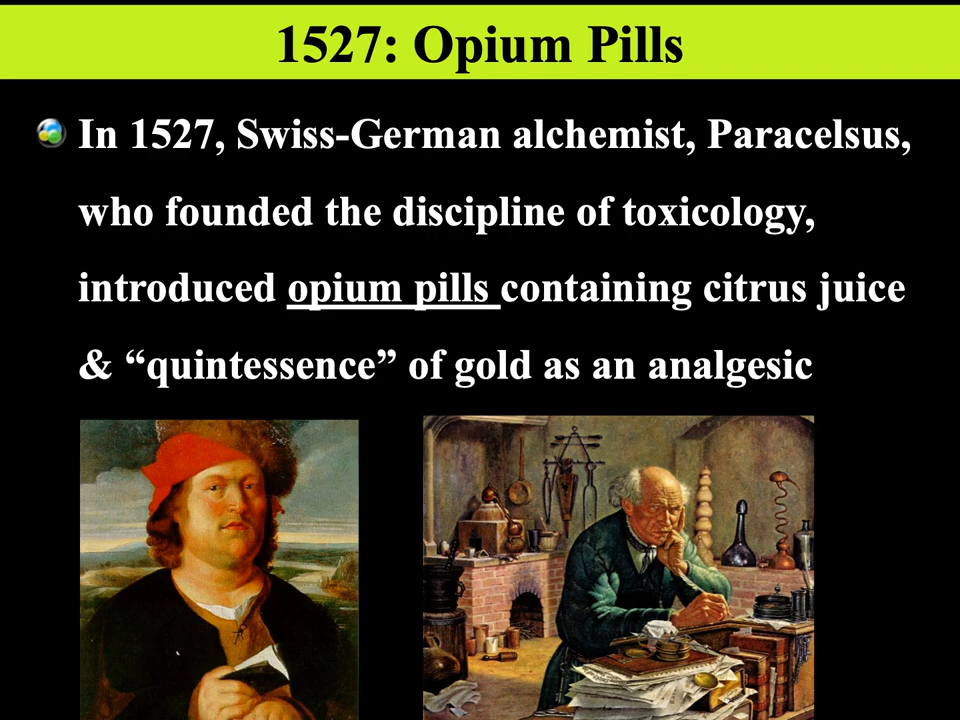 1527: Opium Pills
In 1527, Swiss-German alchemist, Paracelsus,
who founded the discipline of toxicology,
introduced opium pills containing citrus juice
& “quintessence” of gold as an analgesic